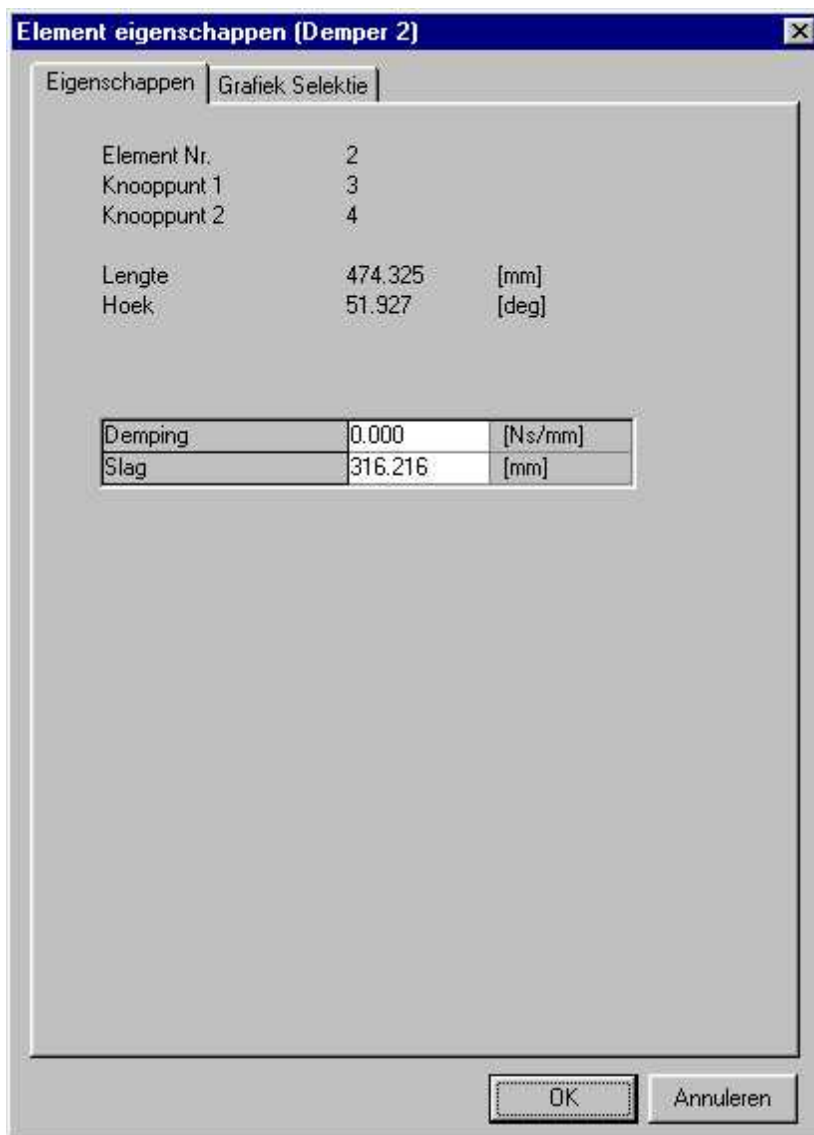 Element eigenschappen (Demper 2)
Eigenschappen Grafiek Selektie
Element Nr. 2
Knooppunt 1 3
Knooppunt 2 4
Lengte 474.325 [mm]
Hoek 51.927 [deg]
Demping 0.000 [Ns/mm]
Slag 316.216 [mm]
OK Annuleren